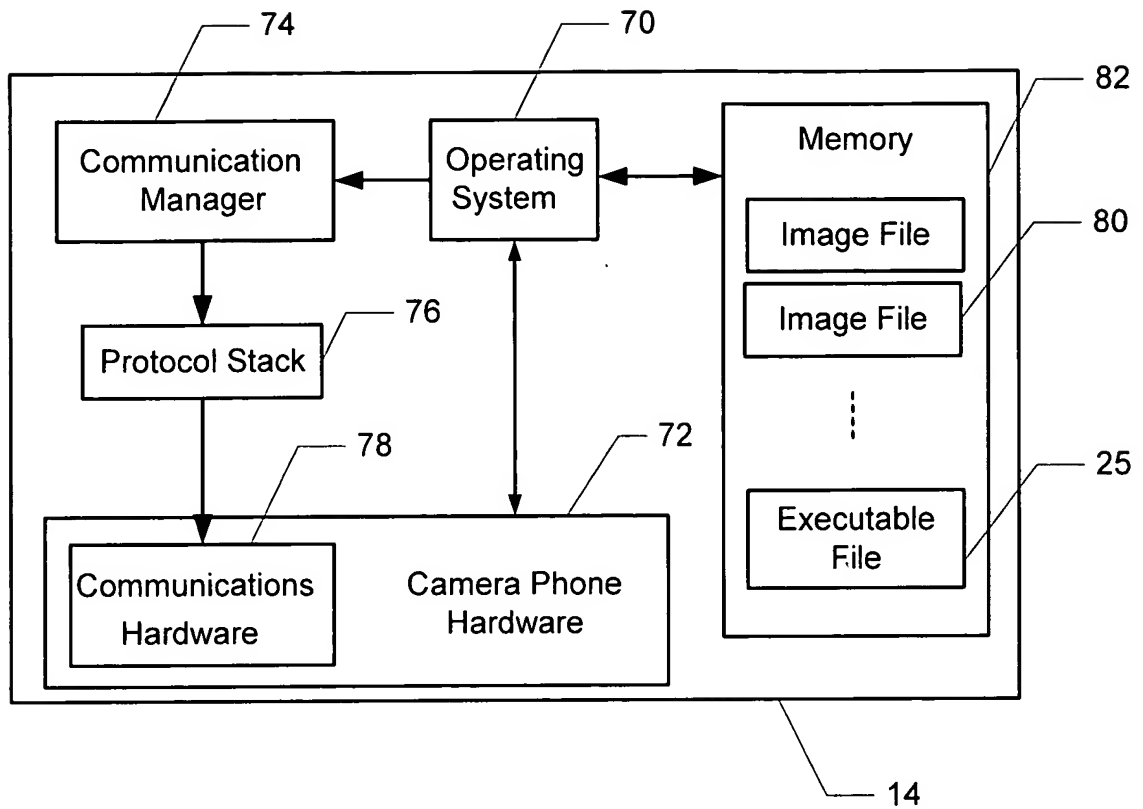 74
70
82
Communication
Manager
Operating
System
Memory
Image File
80
Image File
76
Protocol Stack
78
72
25
Executable
File
Communications
Hardware
Camera Phone
Hardware
14